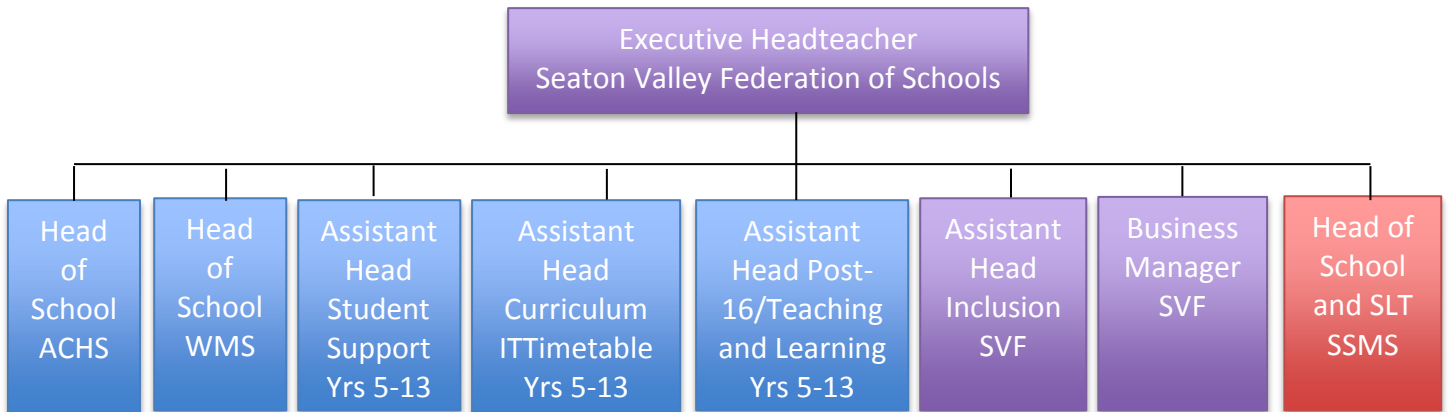 Executive Headteacher
Seaton Valley Federation of Schools
Head
of
School
ACHS
Head
of
School
WMS
Assistant
Head
Student
Support
Yrs 5-13
Assistant
Head
Curriculum
ITTimetable
Yrs 5-13
Assistant
Head Post-
16/Teaching
and Learning
Yrs 5-13
Assistant
Head
Inclusion
SVF
Business
Manager
SVF
Head of
School
and SLT
SSMS